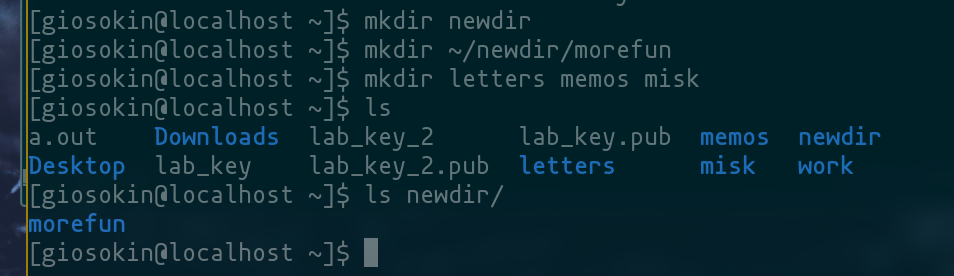 [giosokin@localhost ~]$ mkdir newdir
[giosokin@localhost ~]$ mkdir ~/newdir/morefun
[giosokin@localhost ~]$ mkdir letters memos misk
[giosokin@localhost ~]$ ls
a.out    Downloads  lab_key_2      lab_key.pub  memos  newdir
Desktop  lab_key    lab_key_2.pub  letters      misk   work
[giosokin@localhost ~]$ ls newdir/
morefun
[giosokin@localhost ~]$